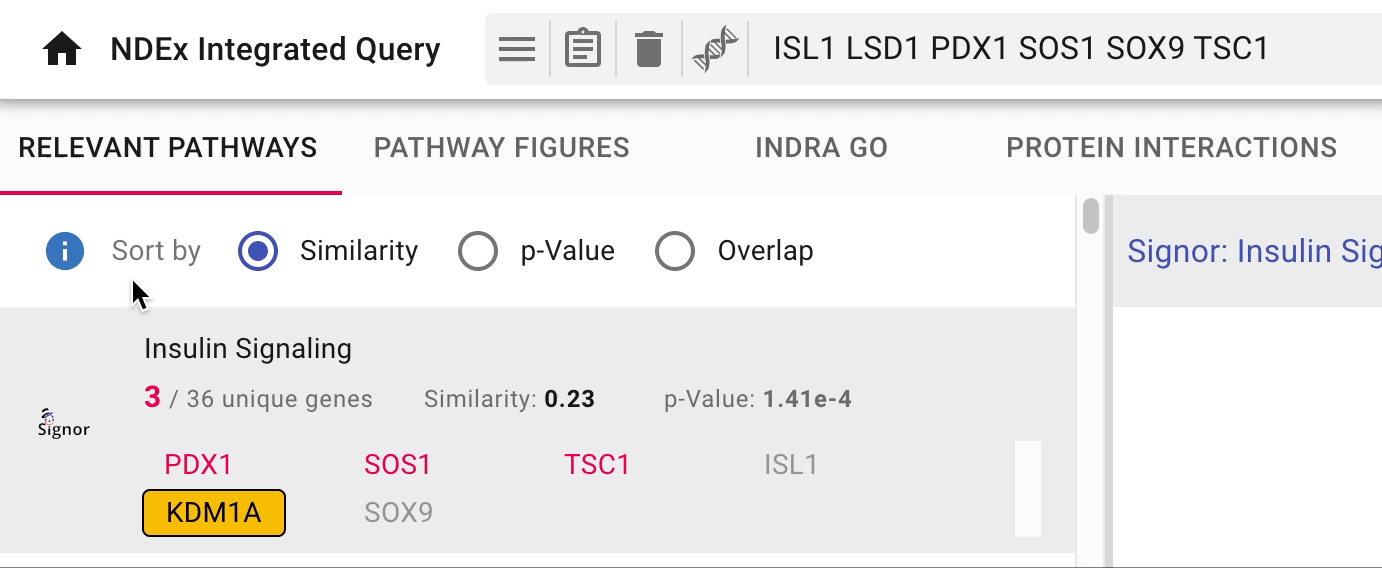 NDEx Integrated Query
ISL1 LSD1 PDX1 SOS1 SOX9 TSC1
RELEVANT PATHWAYS PATHWAY FIGURES INDRA GO PROTEIN INTERACTIONS
Sort by Similarity p-Value Overlap
Signor: Insulin Sig
Insulin Signaling
3 / 36 unique genes Similarity: 0.23 p-Value: 1.41e-4
Signor
PDX1 SOS1 TSC1 ISL1
KDM1A SOX9